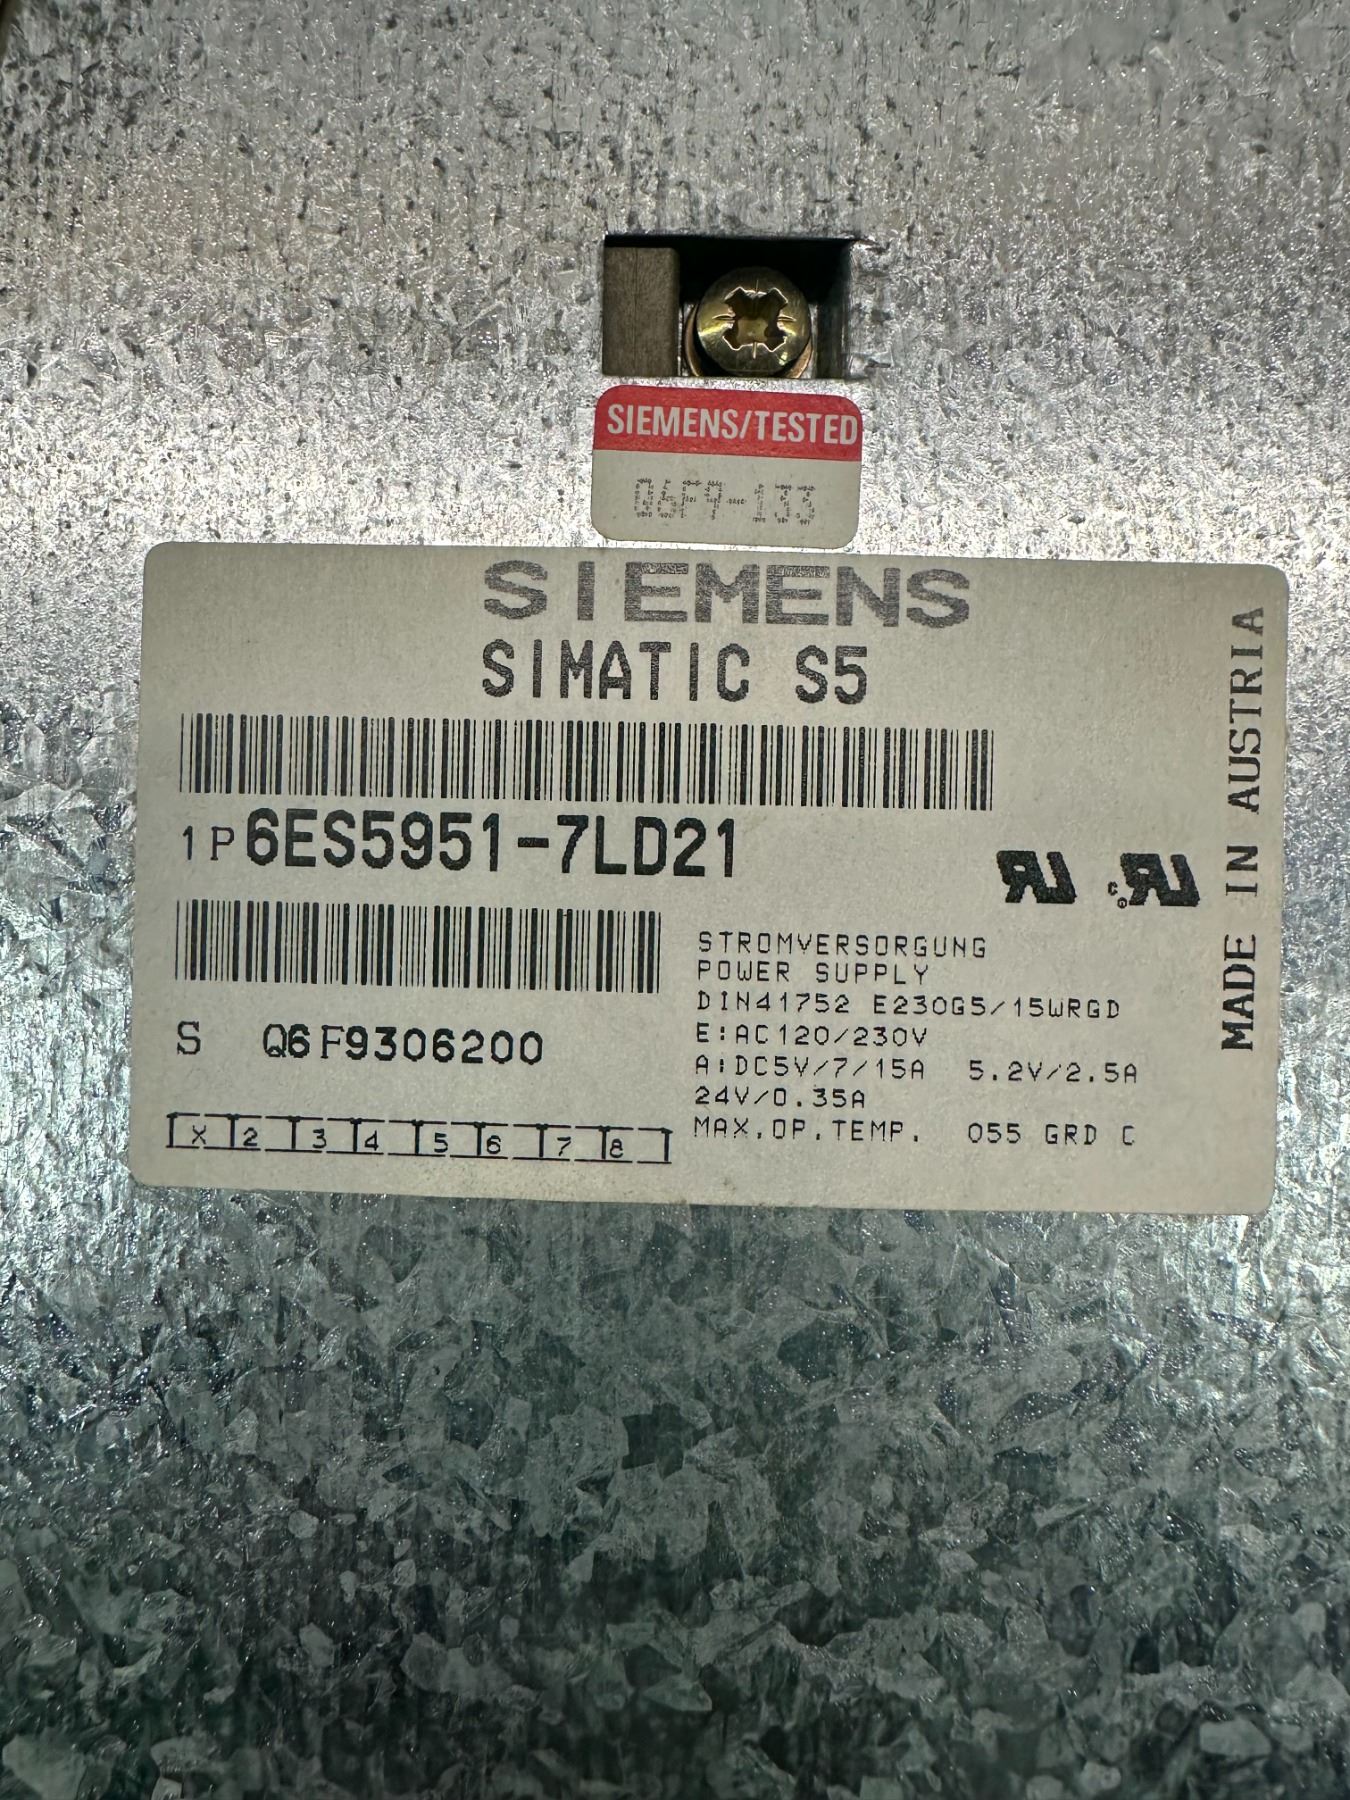 SIEMENS/TESTED
SIEMENS
SIMATIC S5
1P 6ES5951-7LD21
S Q6F9306200
X 2 3 4 5 6 7 8
STROMVERSORGUNG
POWER SUPPLY
DIN41752 E230G5/15WRGD
E:AC120/230V
A:DC5V/7/15A 5.2V/2.5A
24V/0.35A
MAX.OP.TEMP. 055 GRD C
MADE IN AUSTRIA